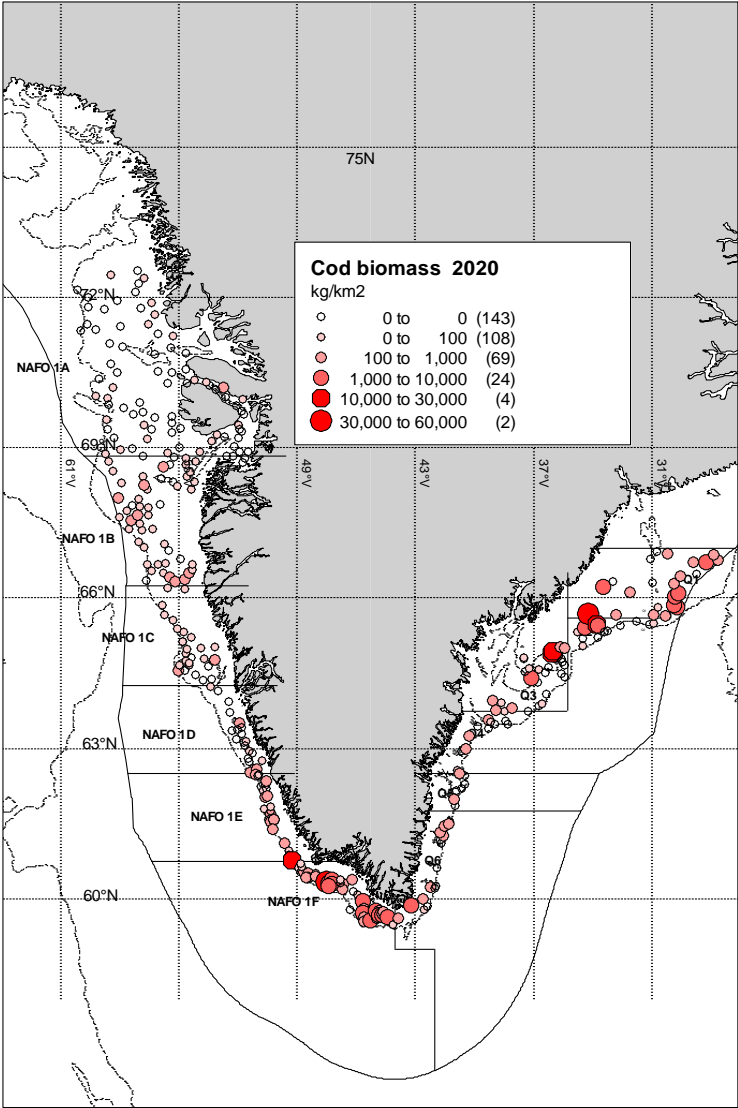 75N
Cod biomass 2020
kg/km2
0 to 0 (143)
0 to 100 (108)
100 to 1,000 (69)
1,000 to 10,000 (24)
10,000 to 30,000 (4)
30,000 to 60,000 (2)
72°N
NAFO 1A
69°N
61°V
49°V
43°V
37°V
31°V
NAFO 1B
Q1
66°N
NAFO 1C
Q3
NAFO 1D
63°N
NAFO 1E
Q6
60°N
NAFO 1F